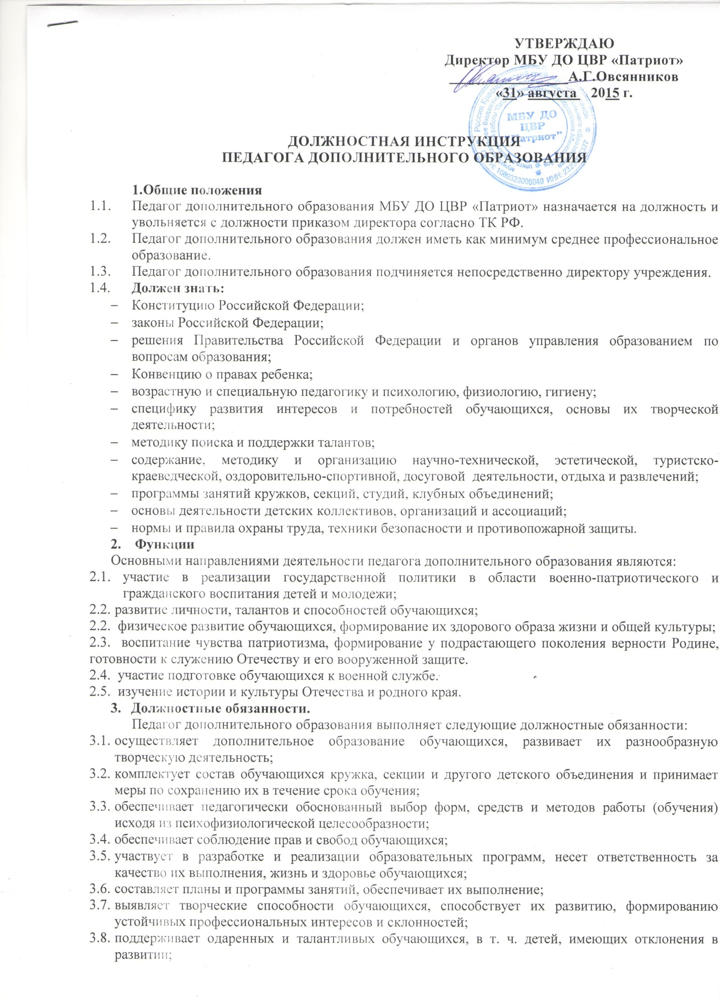 УТВЕРЖДАЮ
Директор МБУ ДО ЦВР «Патриот»
А.Г.Овсянников
«31» августа 2015 г.
МБУ ДО
ЦВР
"Патриот"
ДОЛЖНОСТНАЯ ИНСТРУКЦИЯ
ПЕДАГОГА ДОПОЛНИТЕЛЬНОГО ОБРАЗОВАНИЯ
1.Общие положения
1.1. Педагог дополнительного образования МБУ ДО ЦВР «Патриот» назначается на должность и
увольняется с должности приказом директора согласно ТК РФ.
1.2. Педагог дополнительного образования должен иметь как минимум среднее профессиональное
образование.
1.3. Педагог дополнительного образования подчиняется непосредственно директору учреждения.
1.4. Должен знать:
– Конституцию Российской Федерации;
– законы Российской Федерации;
– решения Правительства Российской Федерации и органов управления образованием по
вопросам образования;
– Конвенцию о правах ребенка;
– возрастную и специальную педагогику и психологию, физиологию, гигиену;
– специфику развития интересов и потребностей обучающихся, основы их творческой
деятельности;
– методику поиска и поддержки талантов;
– содержание, методику и организацию научно-технической, эстетической, туристско-
краеведческой, оздоровительно-спортивной, досуговой деятельности, отдыха и развлечений;
– программы занятий кружков, секций, студий, клубных объединений;
– основы деятельности детских коллективов, организаций и ассоциаций;
– нормы и правила охраны труда, техники безопасности и противопожарной защиты.
2. Функции
Основными направлениями деятельности педагога дополнительного образования являются:
2.1. участие в реализации государственной политики в области военно-патриотического и
гражданского воспитания детей и молодежи;
2.2. развитие личности, талантов и способностей обучающихся;
2.2. физическое развитие обучающихся, формирование их здорового образа жизни и общей культуры;
2.3. воспитание чувства патриотизма, формирование у подрастающего поколения верности Родине,
готовности к служению Отечеству и его вооруженной защите.
2.4. участие подготовке обучающихся к военной службе.
2.5. изучение истории и культуры Отечества и родного края.
3. Должностные обязанности.
Педагог дополнительного образования выполняет следующие должностные обязанности:
3.1. осуществляет дополнительное образование обучающихся, развивает их разнообразную
творческую деятельность;
3.2. комплектует состав обучающихся кружка, секции и другого детского объединения и принимает
меры по сохранению их в течение срока обучения;
3.3. обеспечивает педагогически обоснованный выбор форм, средств и методов работы (обучения)
исходя из психофизиологической целесообразности;
3.4. обеспечивает соблюдение прав и свобод обучающихся;
3.5. участвует в разработке и реализации образовательных программ, несет ответственность за
качество их выполнения, жизнь и здоровье обучающихся;
3.6. составляет планы и программы занятий, обеспечивает их выполнение;
3.7. выявляет творческие способности обучающихся, способствует их развитию, формированию
устойчивых профессиональных интересов и склонностей;
3.8. поддерживает одаренных и талантливых обучающихся, в т. ч. детей, имеющих отклонения в
развитии;